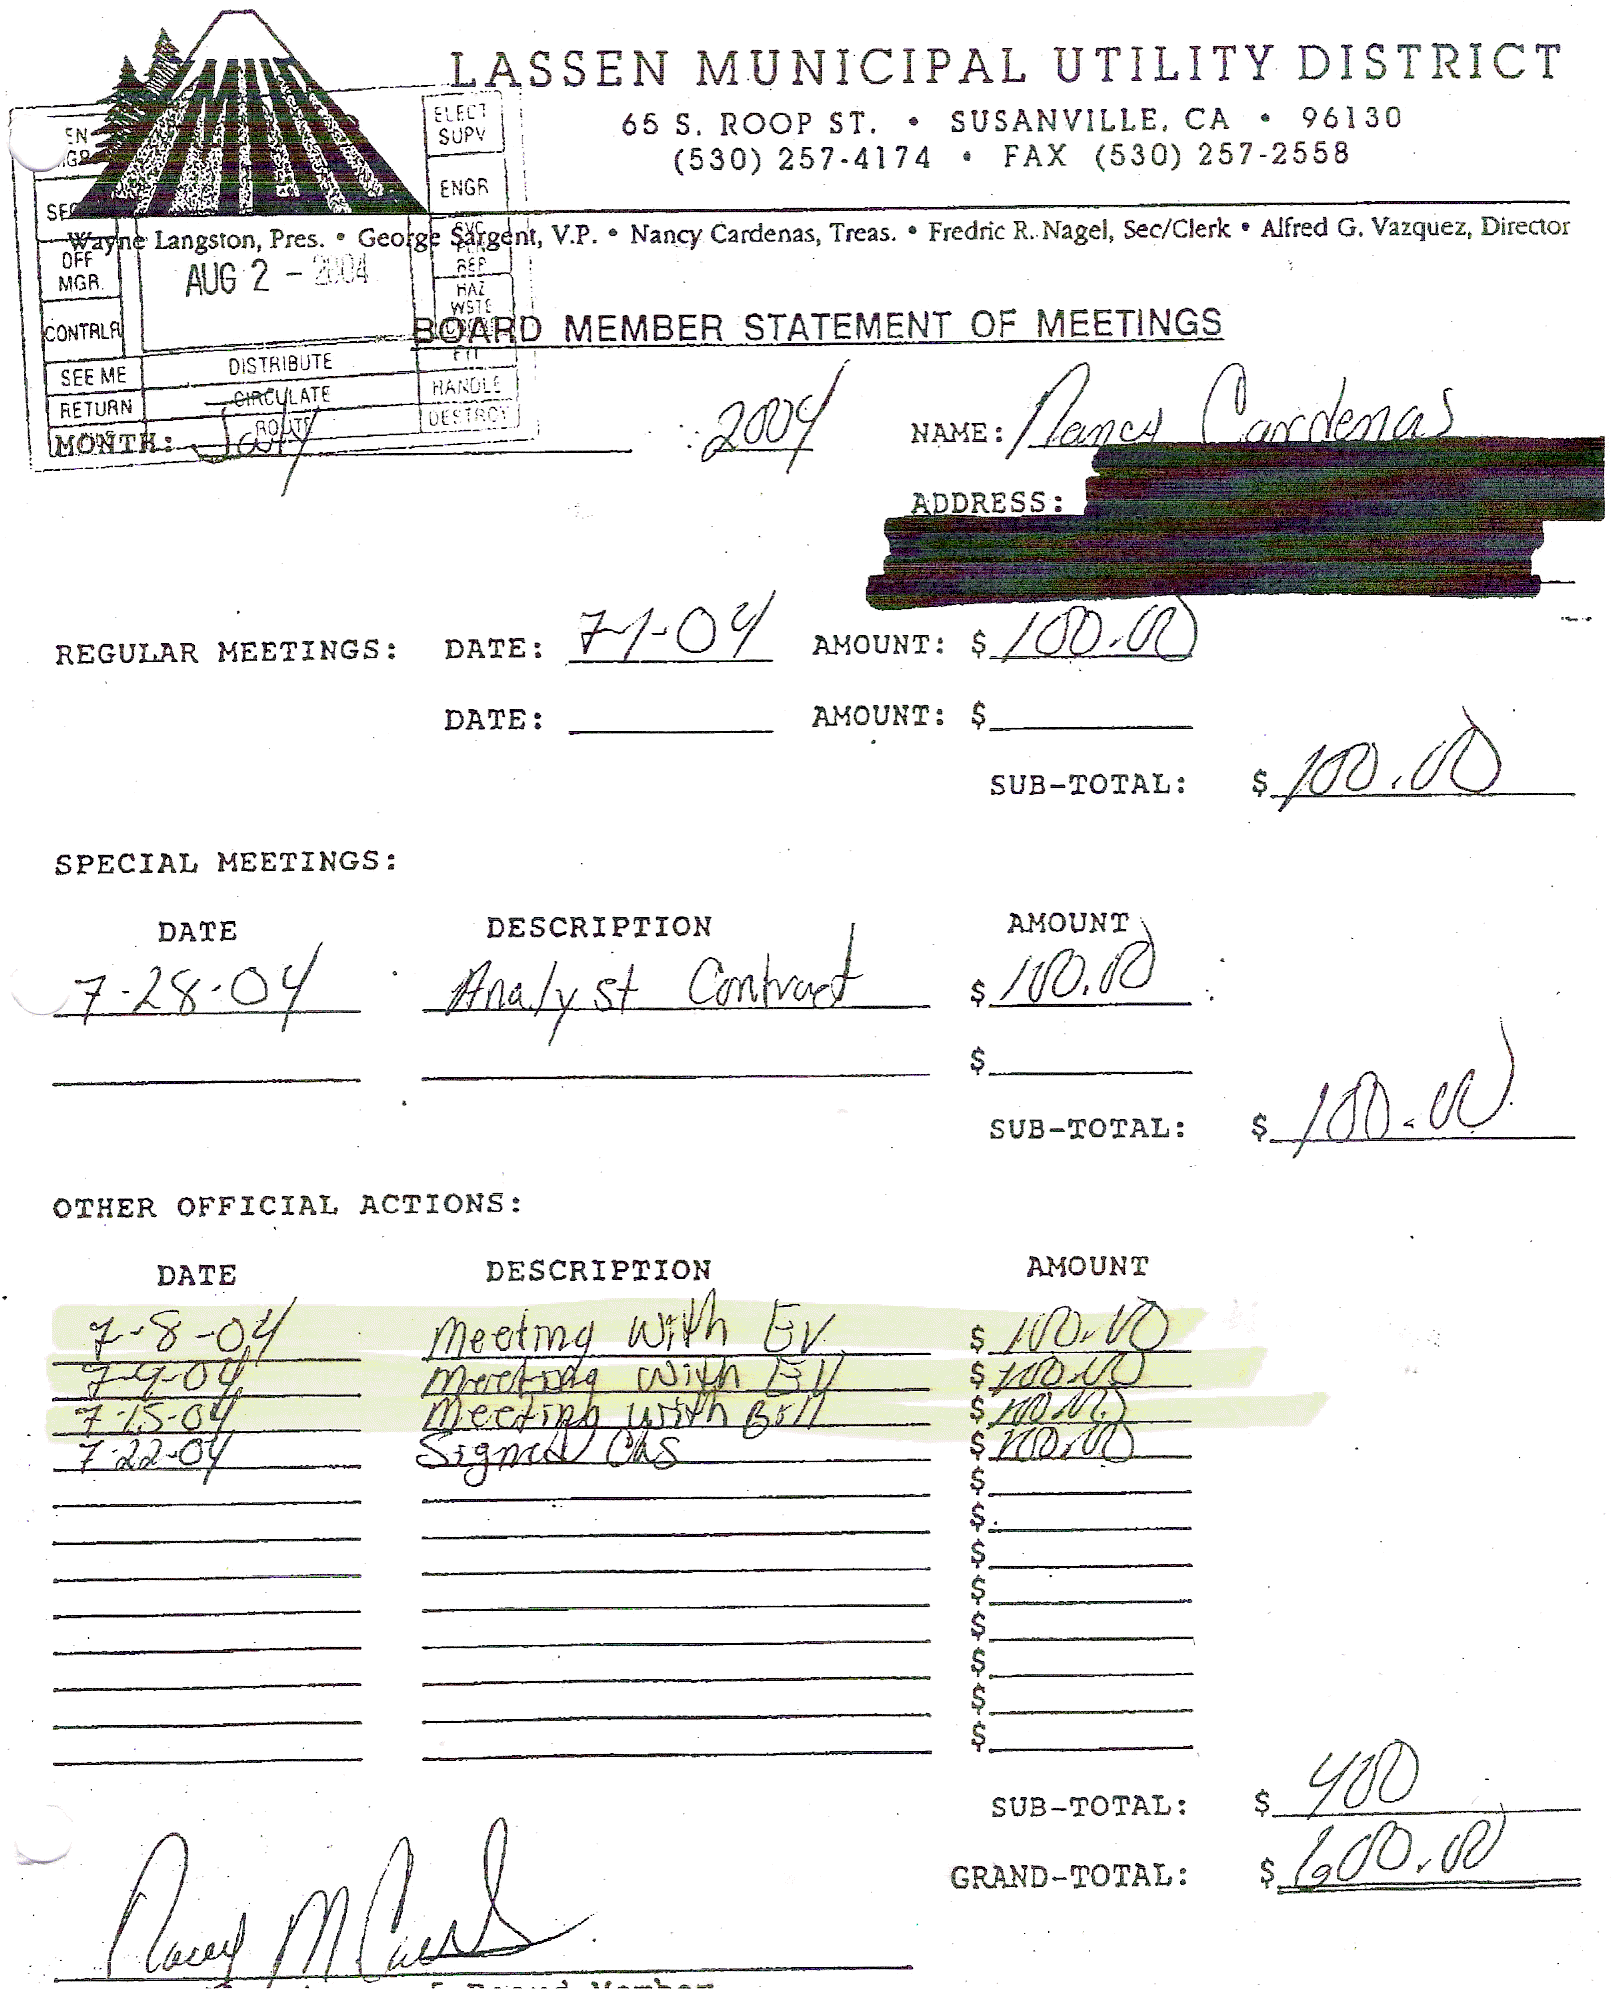 LASSEN MUNICIPAL UTILITY DISTRICT
65 S. ROOP ST. • SUSANVILLE, CA • 96130
(530) 257-4174 • FAX (530) 257-2558
Wayne Langston, Pres. • George Sargent, V.P. • Nancy Cardenas, Treas. • Fredric R. Nagel, Sec/Clerk • Alfred G. Vazquez, Director
ELECT SUPV
ENGR
OFF MGR.
AUG 2 - 2004
HAZ WSTE
CONTRLR
SEE ME
DISTRIBUTE
HANDLE
RETURN
CIRCULATE
DESTROY
ROUTE
BOARD MEMBER STATEMENT OF MEETINGS
MONTH: July 2004 NAME: Nancy Cardenas
ADDRESS:
REGULAR MEETINGS: DATE: 7-1-04 AMOUNT: $ 100.00
DATE: AMOUNT: $
SUB-TOTAL: $ 100.00
SPECIAL MEETINGS:
DATE DESCRIPTION AMOUNT
7-28-04 Analyst Contract $ 100.00
$
SUB-TOTAL: $ 100.00
OTHER OFFICIAL ACTIONS:
DATE DESCRIPTION AMOUNT
7-8-04 Meeting with EV $ 100.00
7-9-04 Meeting with EV $ 100.00
7-15-04 Meeting with Bill $ 100.00
7-22-04 Signed Cks $ 100.00
$
$
$
$
$
$
$
$
SUB-TOTAL: $ 400
GRAND-TOTAL: $ 600.00
Nancy M Cardenas